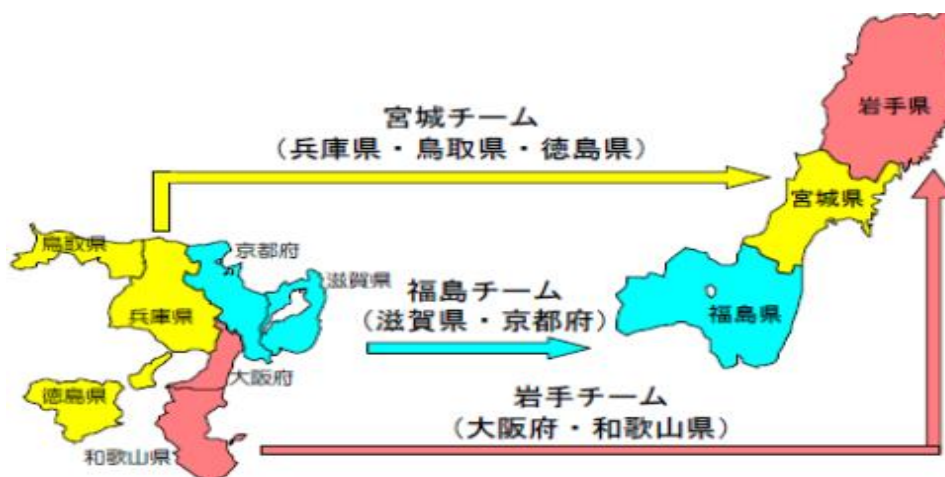 岩手県
宮城チーム
（兵庫県・鳥取県・徳島県）
宮城県
鳥取県
京都府
滋賀県
兵庫県
福島チーム
（滋賀県・京都府）
福島県
大阪府
徳島県
岩手チーム
（大阪府・和歌山県）
和歌山県